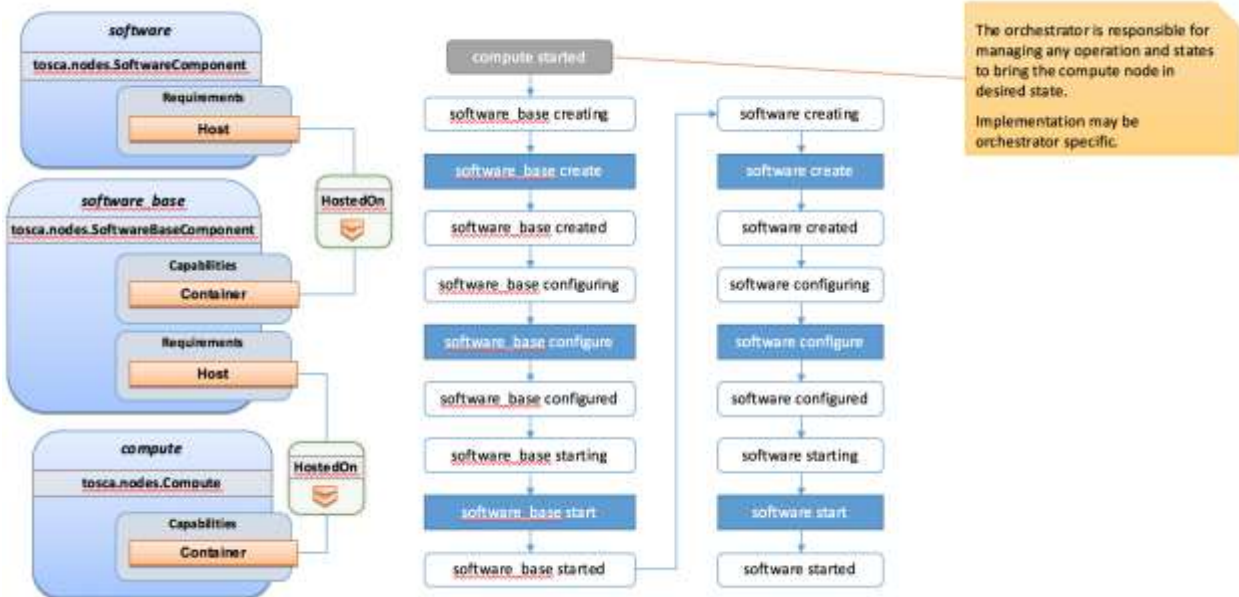 software
tosca.nodes.SoftwareComponent
Requirements
Host
software_base
tosca.nodes.SoftwareBaseComponent
Capabilities
Container
Requirements
Host
compute
tosca.nodes.Compute
Capabilities
Container
HostedOn
HostedOn
compute started
software_base creating
software_base create
software_base created
software_base configuring
software_base configure
software_base configured
software_base starting
software_base start
software_base started
software creating
software create
software created
software configuring
software configure
software configured
software starting
software start
software started
The orchestrator is responsible for
managing any operation and states
to bring the compute node in
desired state.
Implementation may be
orchestrator specific.